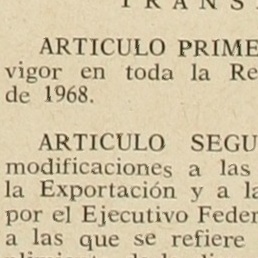 TRANS
ARTICULO PRIME
vigor en toda la Re
de 1968.
ARTICULO SEGU
modificaciones a las
la Exportación y a la
por el Ejecutivo Feder
a las que se refiere